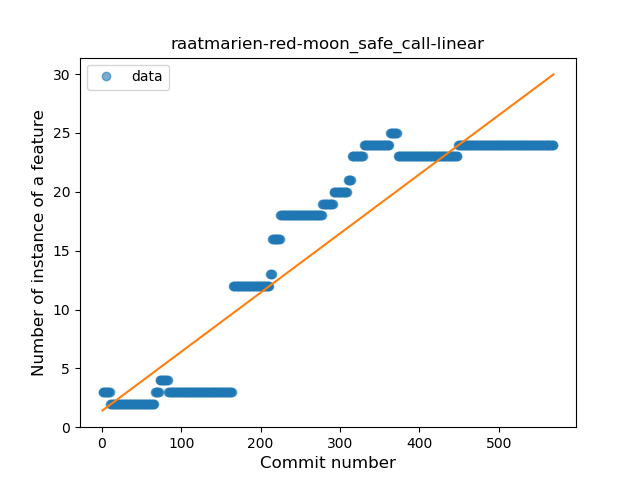 raatmarien-red-moon_safe_call-linear
data
Number of instance of a feature
30
25
20
15
10
5
0
0 100 200 300 400 500
Commit number